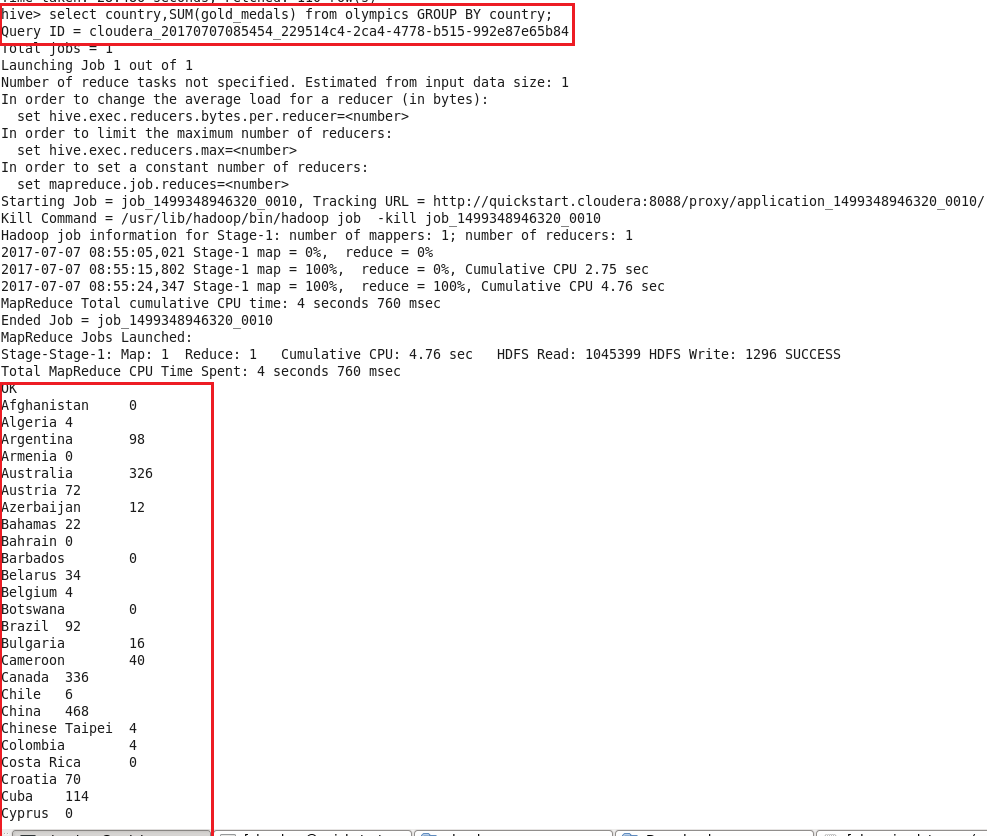 hive> select country,SUM(gold_medals) from olympics GROUP BY country;
Query ID = cloudera_20170707085454_229514c4-2ca4-4778-b515-992e87e65b84
Total jobs = 1
Launching Job 1 out of 1
Number of reduce tasks not specified. Estimated from input data size: 1
In order to change the average load for a reducer (in bytes):
  set hive.exec.reducers.bytes.per.reducer=<number>
In order to limit the maximum number of reducers:
  set hive.exec.reducers.max=<number>
In order to set a constant number of reducers:
  set mapreduce.job.reduces=<number>
Starting Job = job_1499348946320_0010, Tracking URL = http://quickstart.cloudera:8088/proxy/application_1499348946320_0010/
Kill Command = /usr/lib/hadoop/bin/hadoop job  -kill job_1499348946320_0010
Hadoop job information for Stage-1: number of mappers: 1; number of reducers: 1
2017-07-07 08:55:05,021 Stage-1 map = 0%,  reduce = 0%
2017-07-07 08:55:15,802 Stage-1 map = 100%,  reduce = 0%, Cumulative CPU 2.75 sec
2017-07-07 08:55:24,347 Stage-1 map = 100%,  reduce = 100%, Cumulative CPU 4.76 sec
MapReduce Total cumulative CPU time: 4 seconds 760 msec
Ended Job = job_1499348946320_0010
MapReduce Jobs Launched:
Stage-Stage-1: Map: 1  Reduce: 1   Cumulative CPU: 4.76 sec   HDFS Read: 1045399 HDFS Write: 1296 SUCCESS
Total MapReduce CPU Time Spent: 4 seconds 760 msec
OK
Afghanistan	0
Algeria	4
Argentina	98
Armenia	0
Australia	326
Austria	72
Azerbaijan	12
Bahamas	22
Bahrain	0
Barbados	0
Belarus	34
Belgium	4
Botswana	0
Brazil	92
Bulgaria	16
Cameroon	40
Canada	336
Chile	6
China	468
Chinese Taipei	4
Colombia	4
Costa Rica	0
Croatia	70
Cuba	114
Cyprus	0